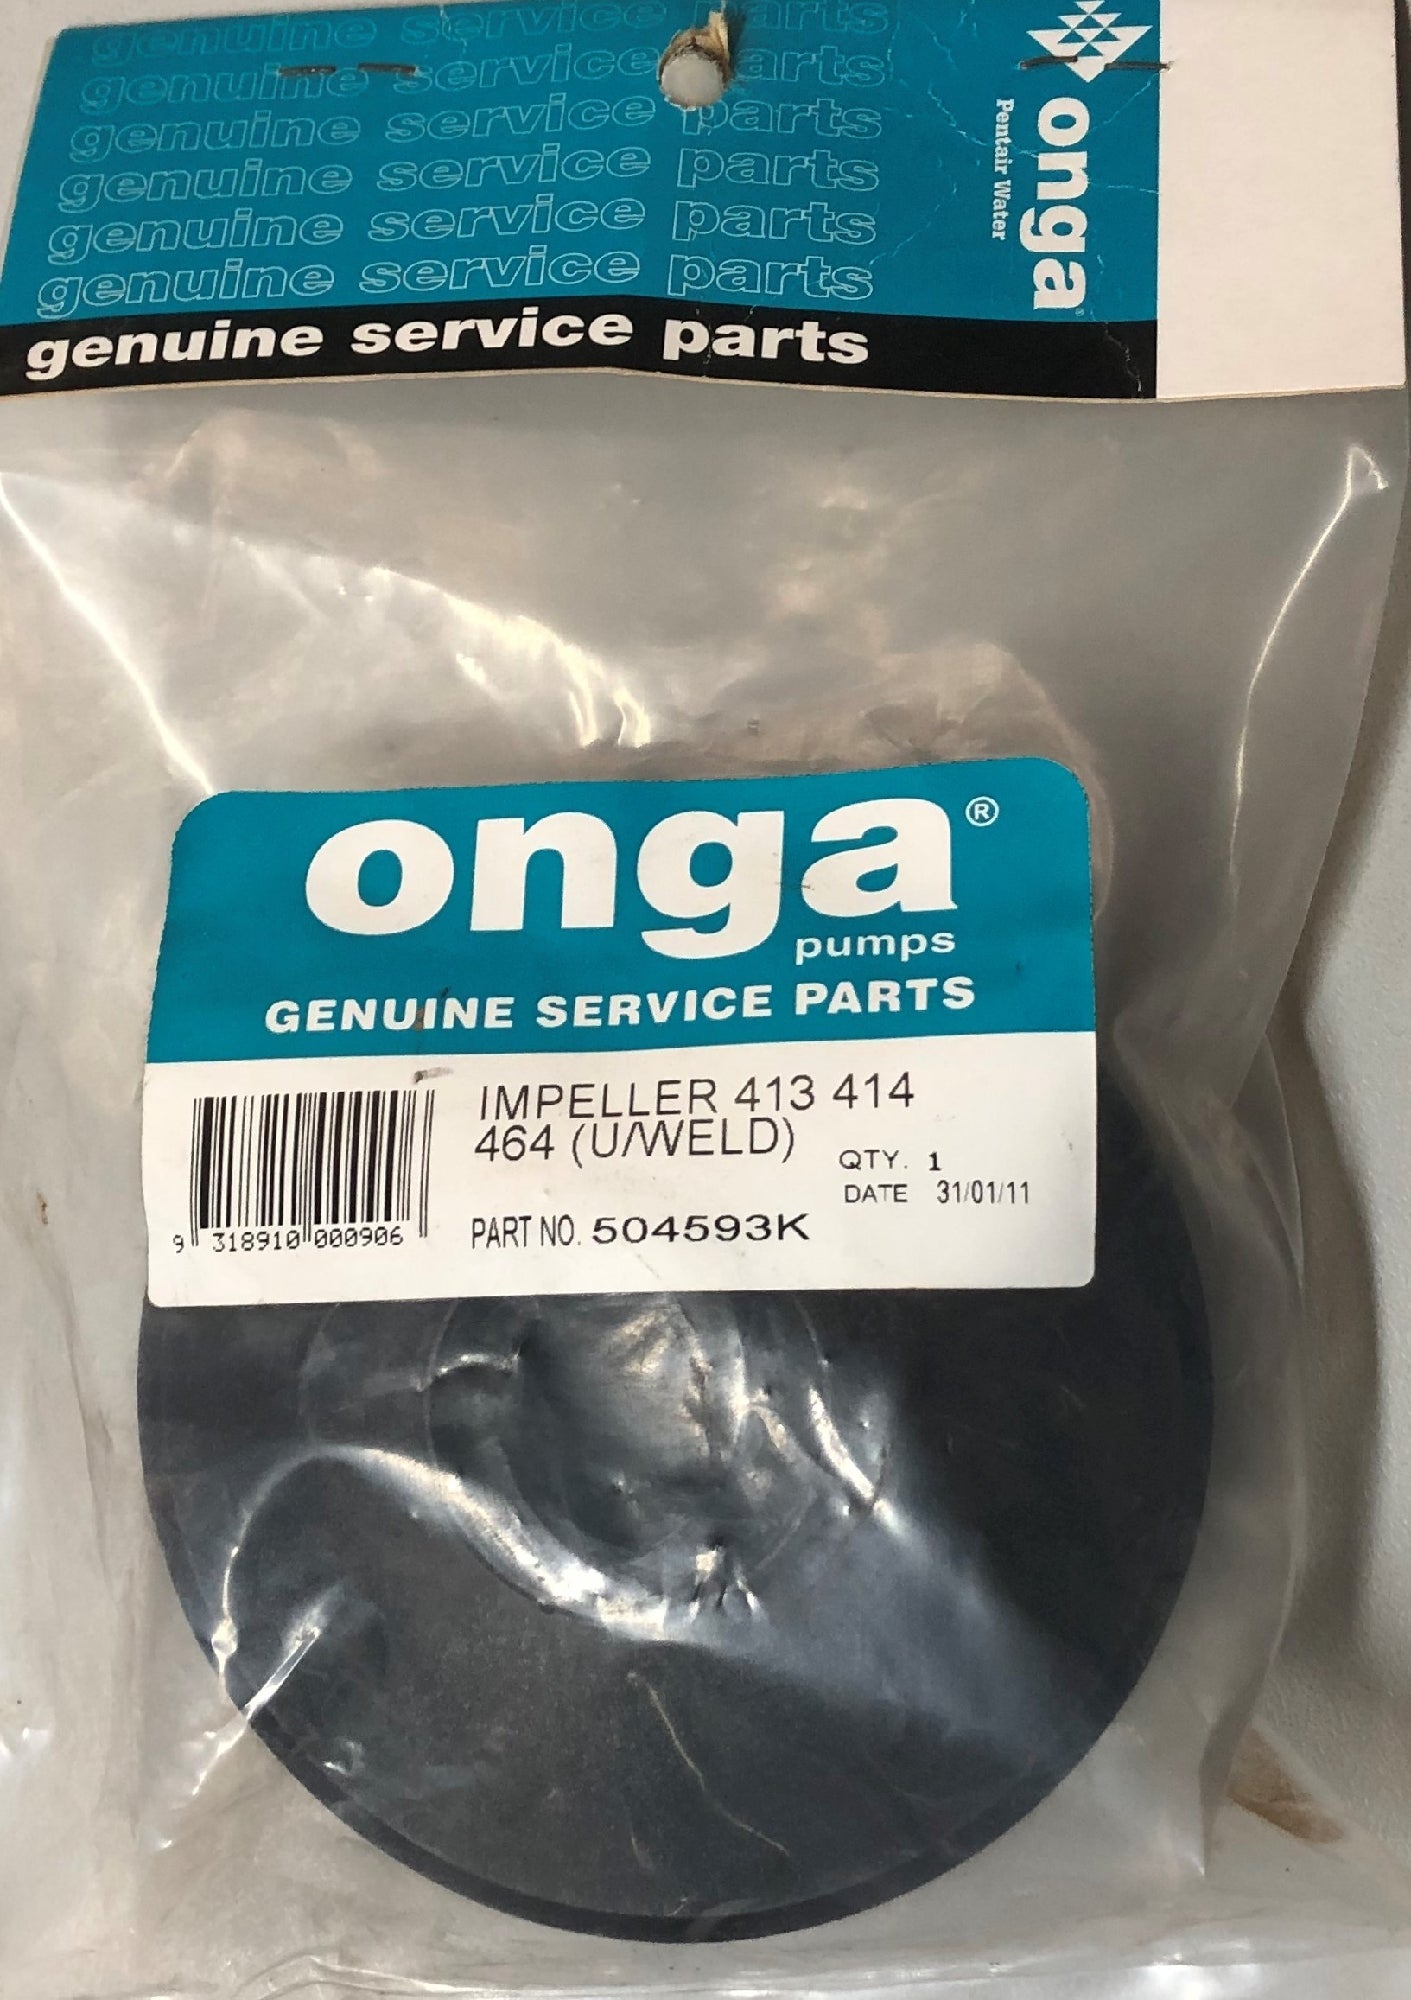 genuine service parts
genuine service parts
genuine service parts
genuine service parts
genuine service parts
genuine service parts
genuine service parts
onga®
Pentair Water
onga®
pumps
GENUINE SERVICE PARTS
IMPELLER 413 414
464 (U/WELD)
QTY. 1
DATE 31/01/11
PART NO. 504593K
9 318910 000906